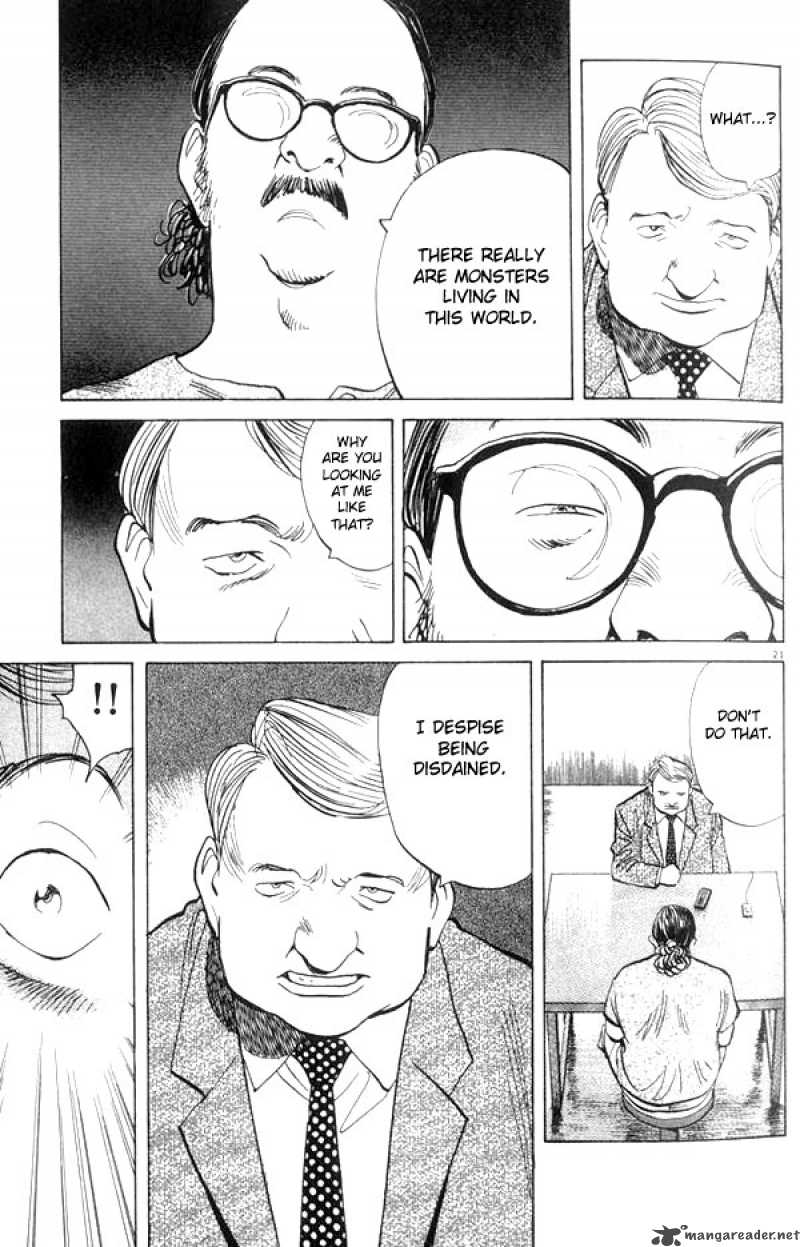 WHAT...?
THERE REALLY
ARE MONSTERS
LIVING IN
THIS WORLD.
WHY
ARE YOU
LOOKING
AT ME
LIKE
THAT?
21
DON'T
DO THAT.
I DESPISE
BEING
DISDAINED.
!!
mangareader.net